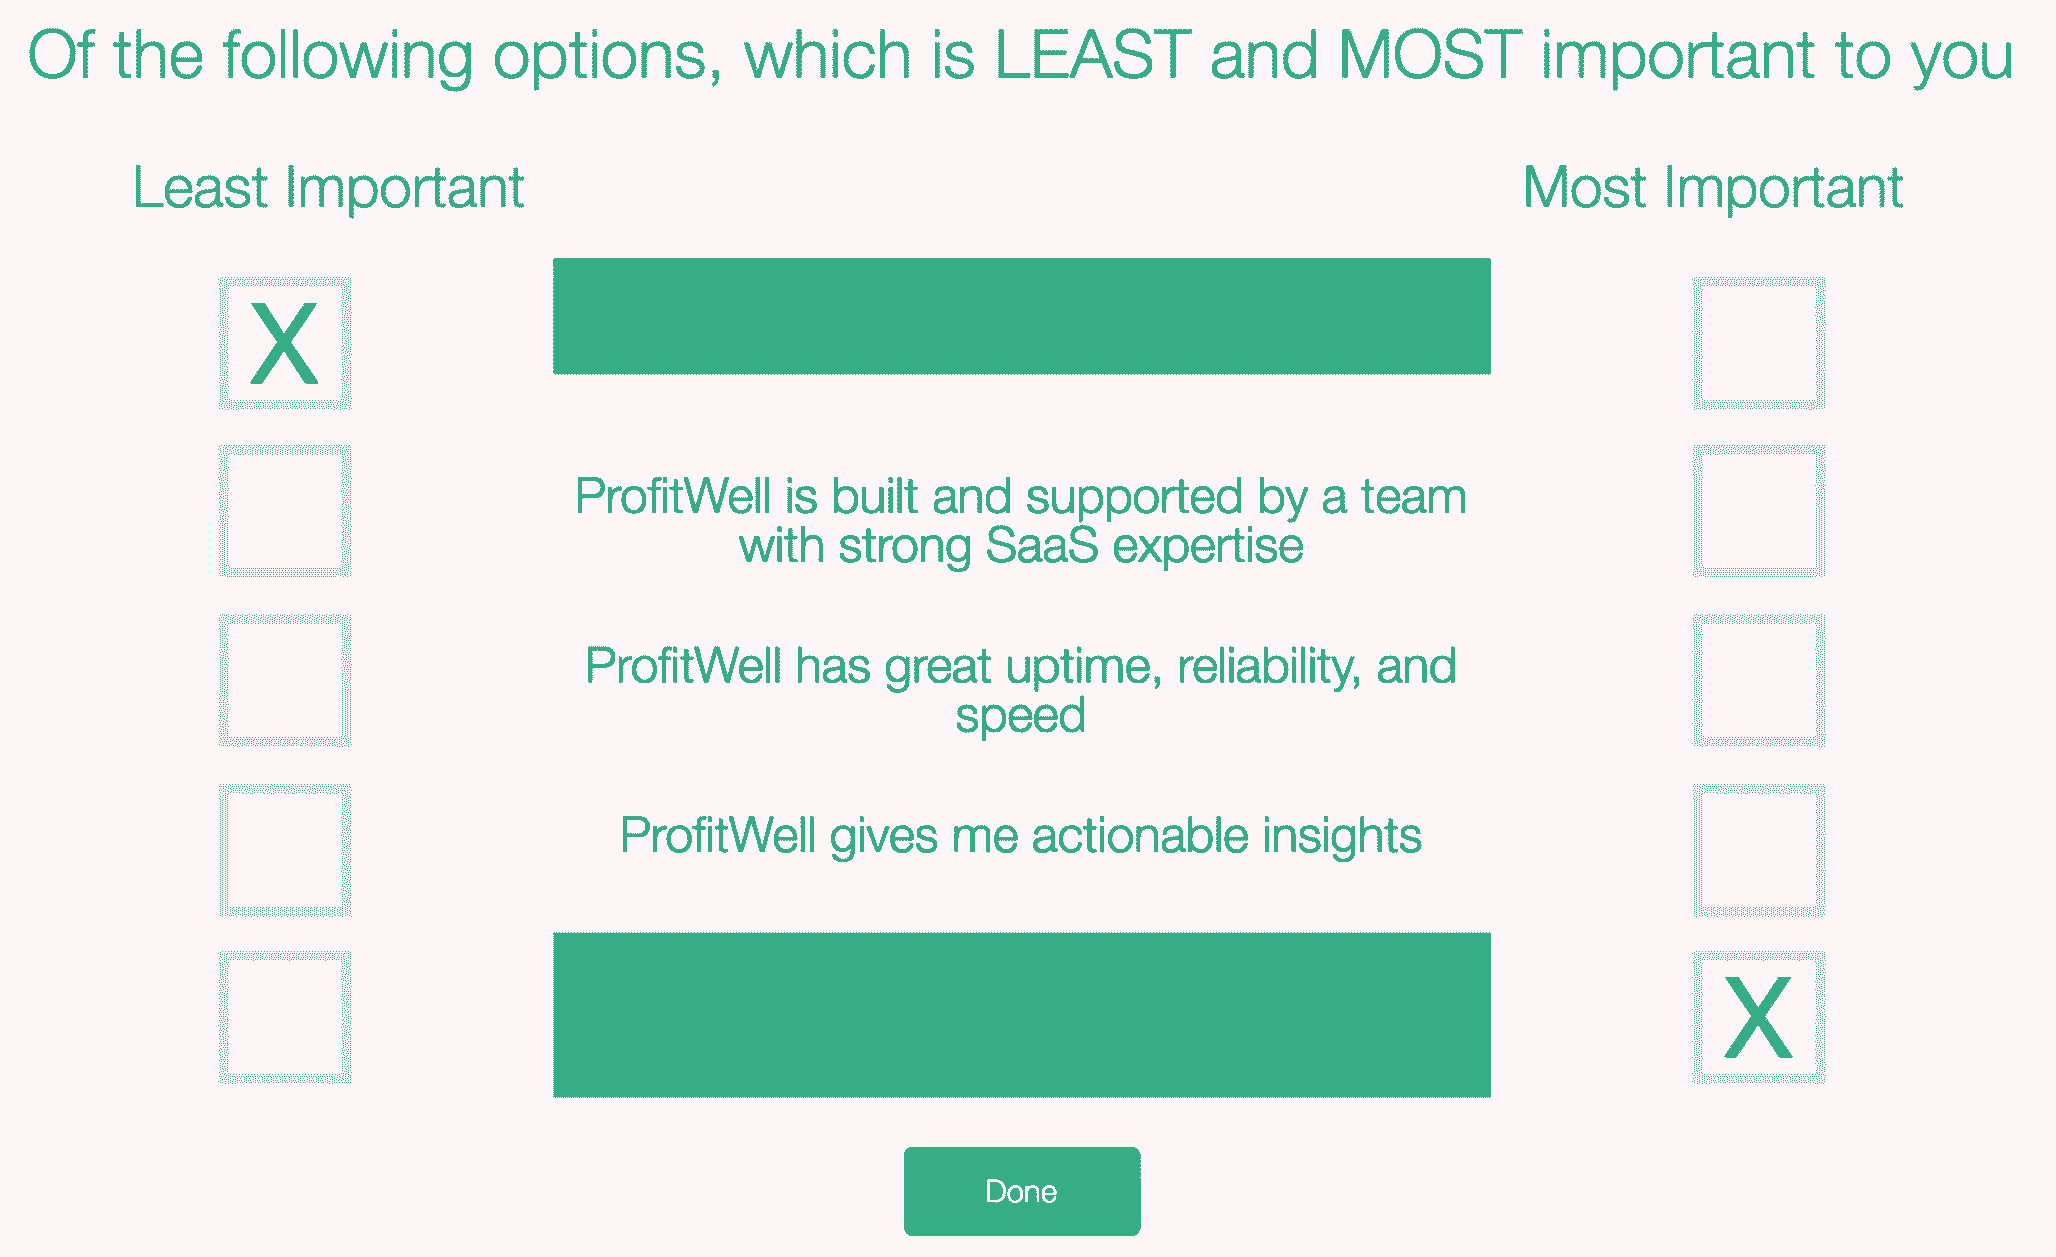 Of the following options, which is LEAST and MOST important to you
Least Important
Most Important
X
ProfitWell is built and supported by a team
with strong SaaS expertise
ProfitWell has great uptime, reliability, and
speed
ProfitWell gives me actionable insights
X
Done